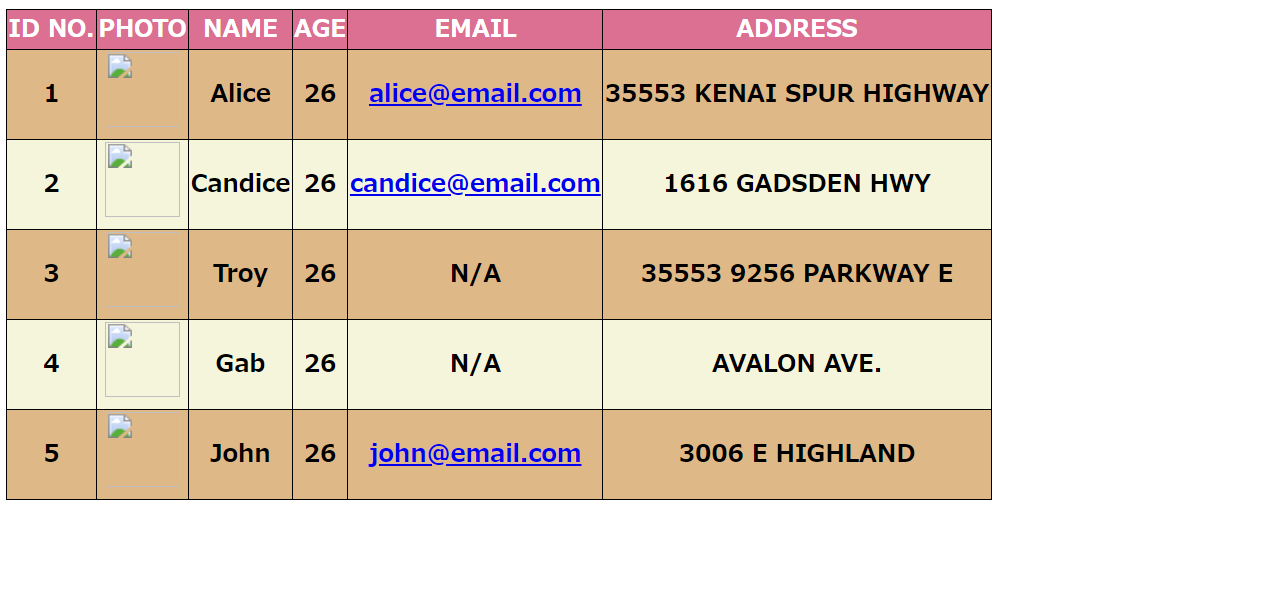 ID NO. PHOTO NAME AGE EMAIL ADDRESS
1 Alice 26 alice@email.com 35553 KENAI SPUR HIGHWAY
2 Candice 26 candice@email.com 1616 GADSDEN HWY
3 Troy 26 N/A 35553 9256 PARKWAY E
4 Gab 26 N/A AVALON AVE.
5 John 26 john@email.com 3006 E HIGHLAND